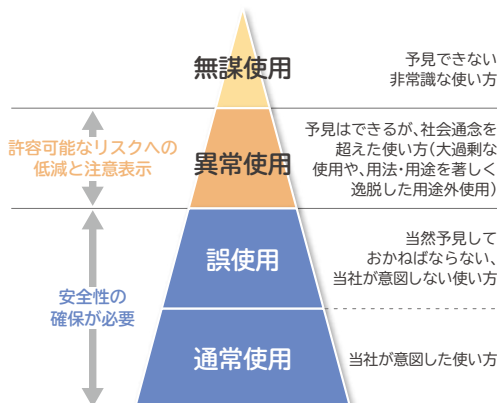 無謀使用
予見できない
非常識な使い方
許容可能なリスクへの
低減と注意表示
異常使用
予見はできるが、社会通念を
超えた使い方(大過剰な
使用や、用法・用途を著しく
逸脱した用途外使用)
安全性の
確保が必要
誤使用
当然予見して
おかねばならない、
当社が意図しない使い方
通常使用
当社が意図した使い方